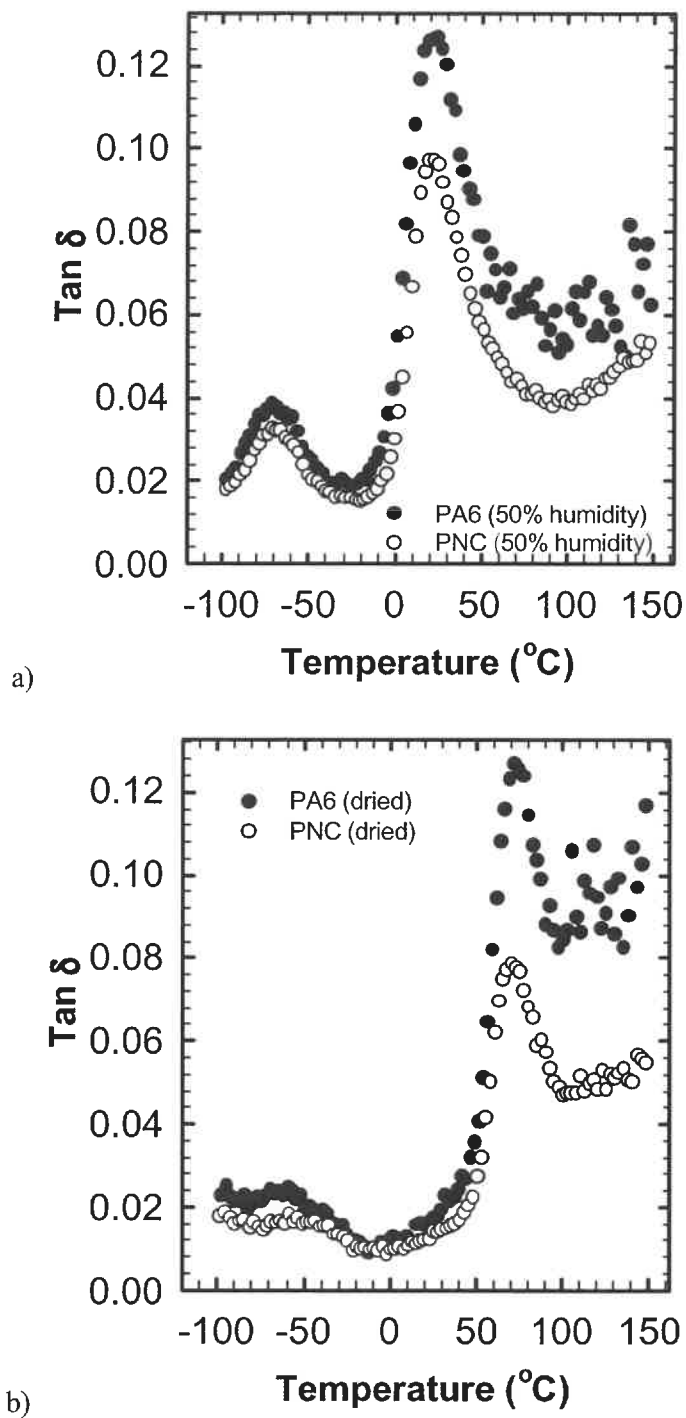 0.12
0.10
0.08
0.06
0.04
0.02
0.00
Tan δ
PA6 (50% humidity)
PNC (50% humidity)
-100 -50 0 50 100 150
Temperature (°C)
a)
0.12
0.10
0.08
0.06
0.04
0.02
0.00
Tan δ
PA6 (dried)
PNC (dried)
-100 -50 0 50 100 150
Temperature (°C)
b)